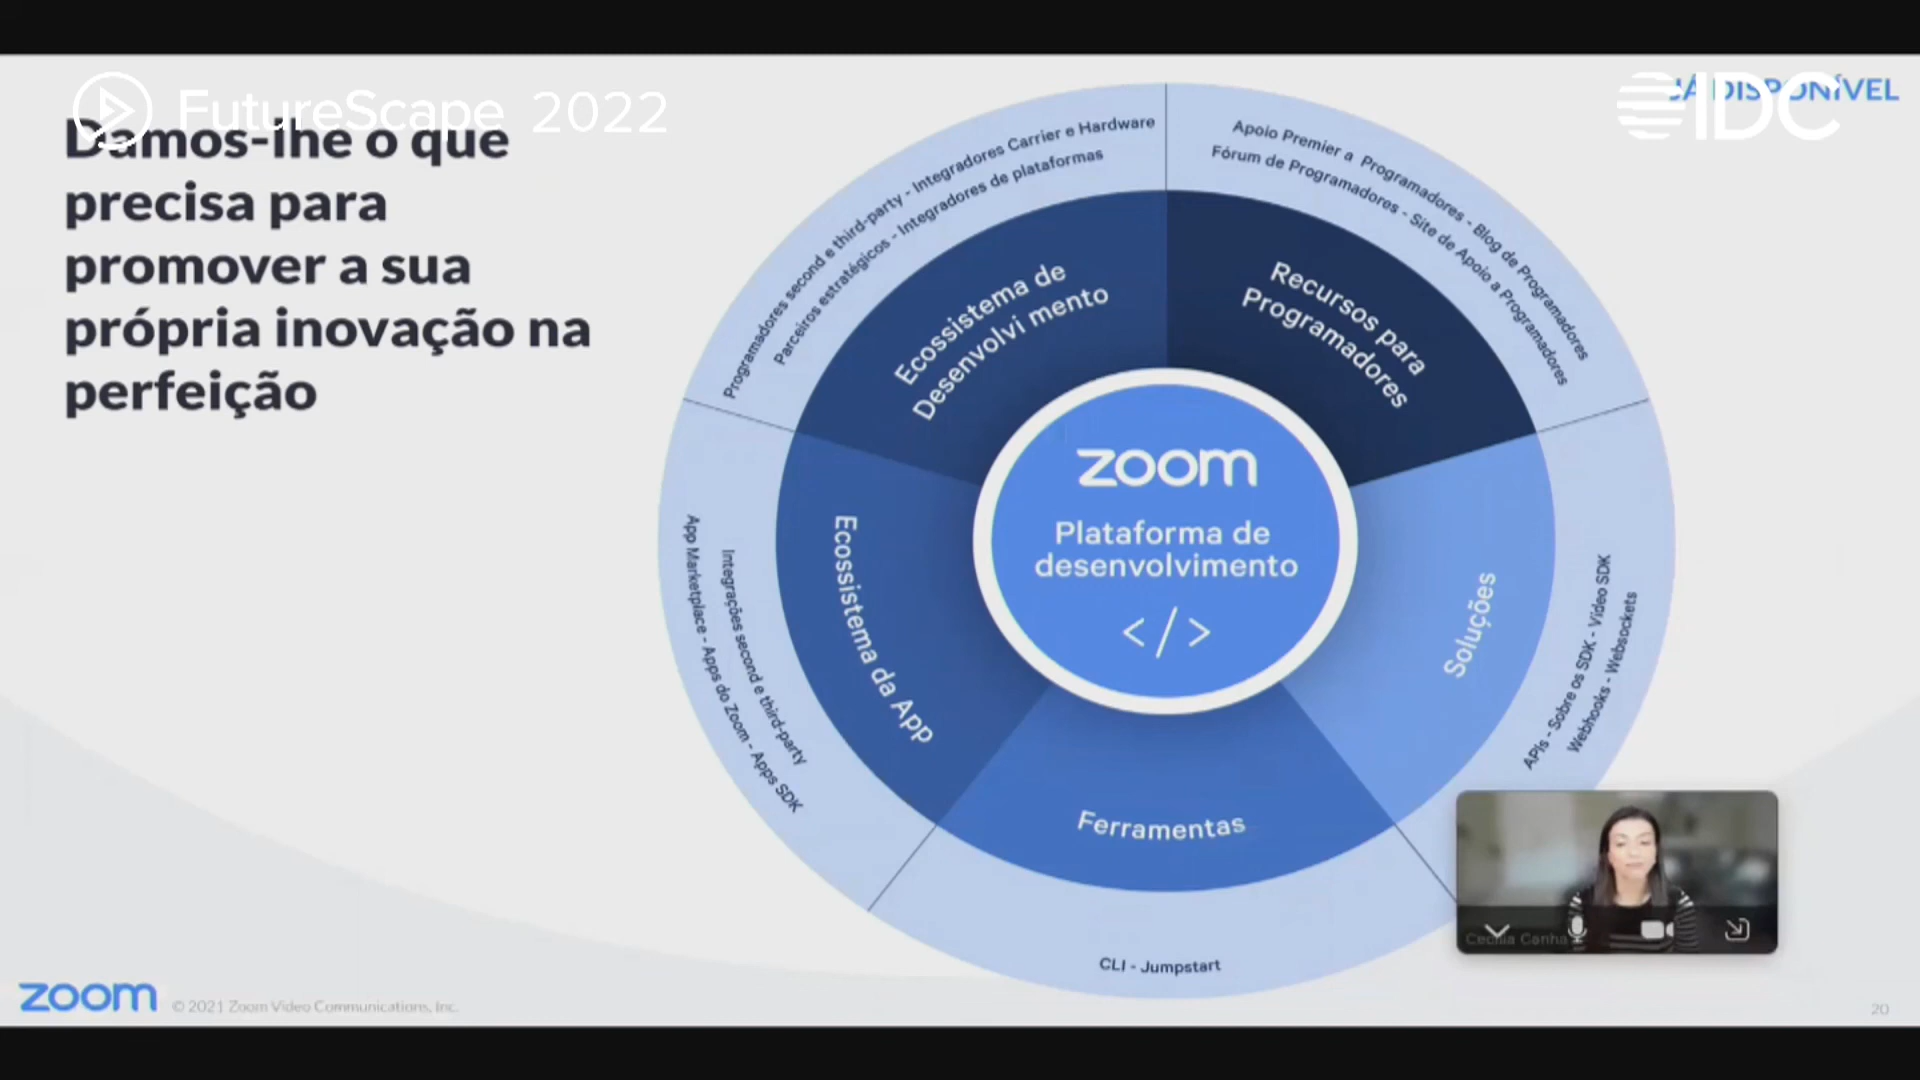 FutureScape 2022
IDC
JÁ DISPONÍVEL
Damos-lhe o que
precisa para
promover a sua
própria inovação na
perfeição
Programadores second e third-party - Integradores Carrier e Hardware
Parceiros estratégicos - Integradores de plataformas
Apoio Premier a Programadores - Blog de Programadores
Fórum de Programadores - Site de Apoio a Programadores
Ecossistema de
Desenvolvi mento
Recursos para
Programadores
zoom
Plataforma de
desenvolvimento
</>
Ecossistema da App
Integrações second e third-party
App Marketplace - Apps do Zoom - Apps SDK
Soluções
APIs - Sobre os SDK - Video SDK
Webhooks - Websockets
Ferramentas
CLI - Jumpstart
Cecilia Canha
zoom
© 2021 Zoom Video Communications, Inc.
20